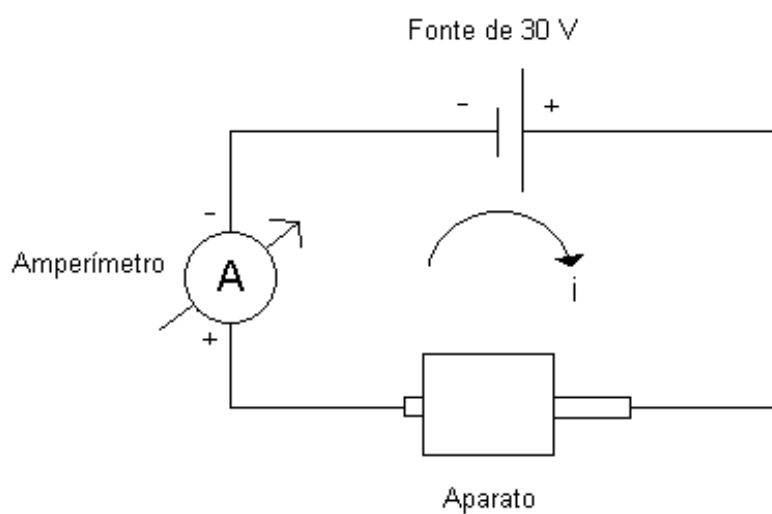 Fonte de 30 V
- +
-
Amperímetro
A
i
+
Aparato